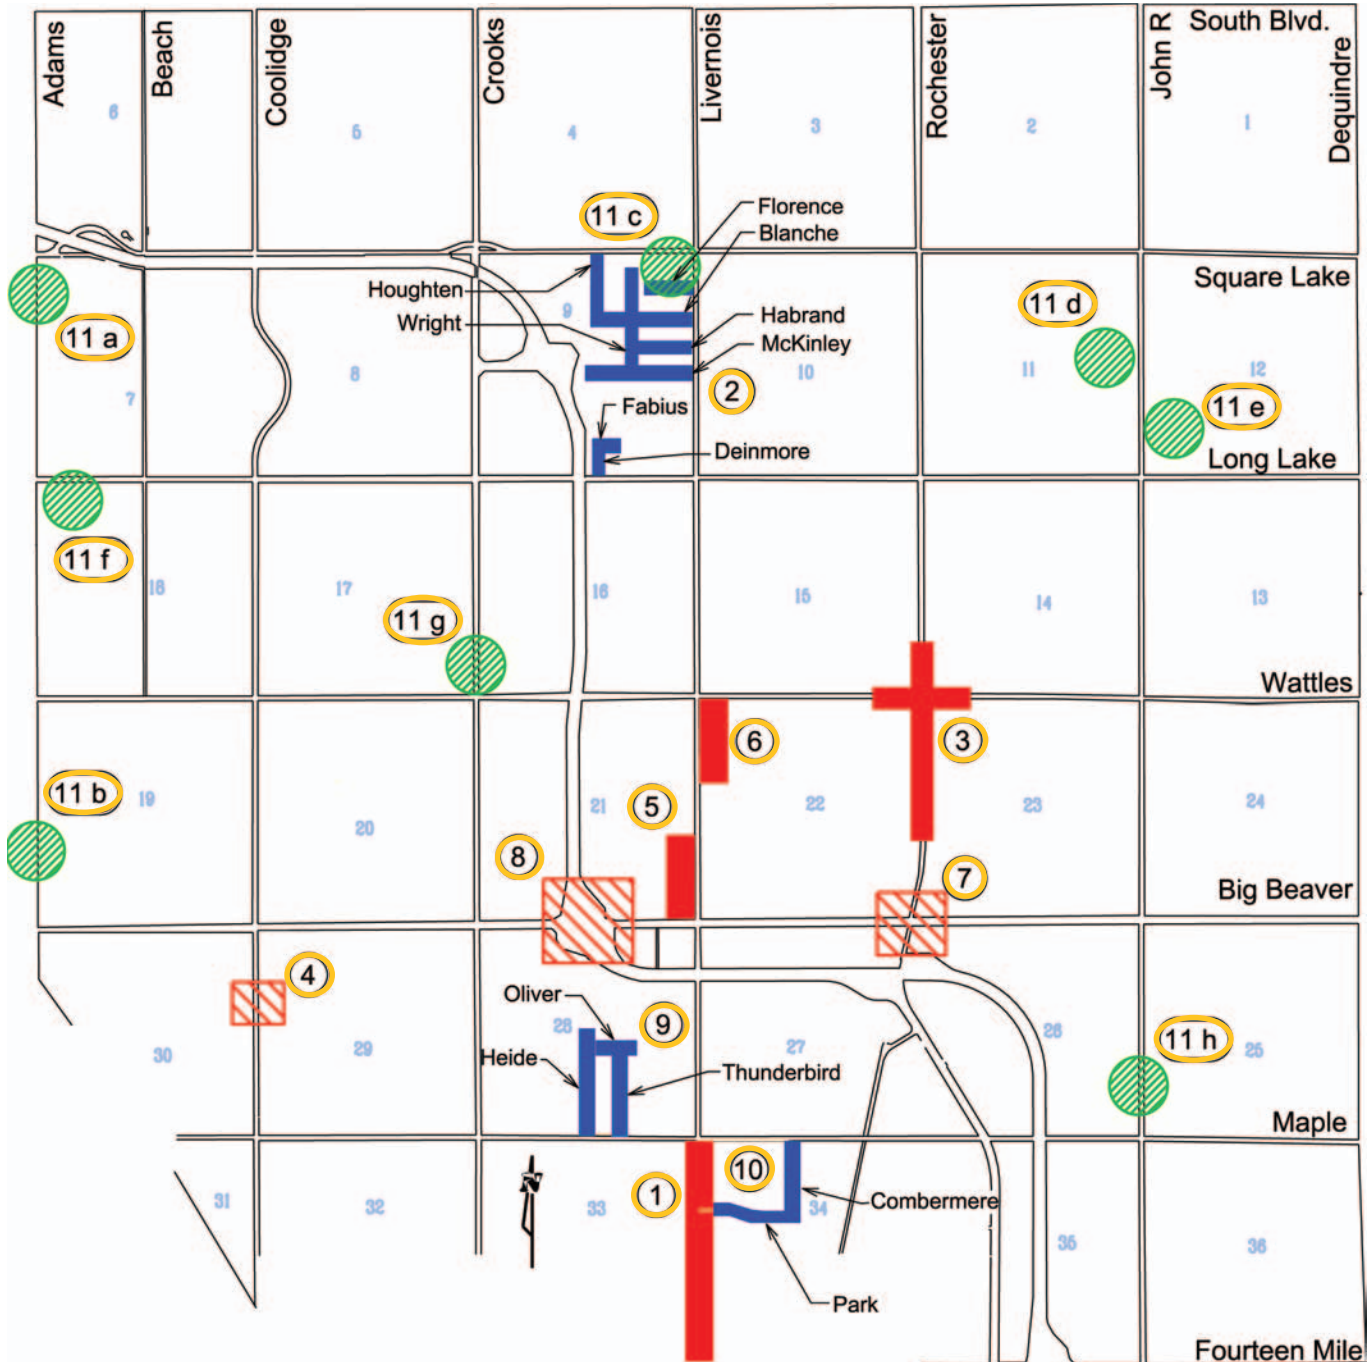 South Blvd.
Adams
Beach
Coolidge
Crooks
Livernois
Rochester
John R
Dequindre
6
5
4
3
2
1
11 c
Florence
Blanche
Houghten
Wright
9
Habrand
McKinley
Square Lake
11 d
11 a
7
8
2
10
11
12
11 e
Fabius
Deinmore
Long Lake
11 f
18
17
11 g
16
15
14
13
Wattles
11 b
19
20
21
5
6
22
3
23
24
8
7
Big Beaver
4
Oliver
28
9
30
29
Heide
Thunderbird
27
26
11 h
25
Maple
31
32
N
33
1
10
Combermere
34
35
36
Park
Fourteen Mile